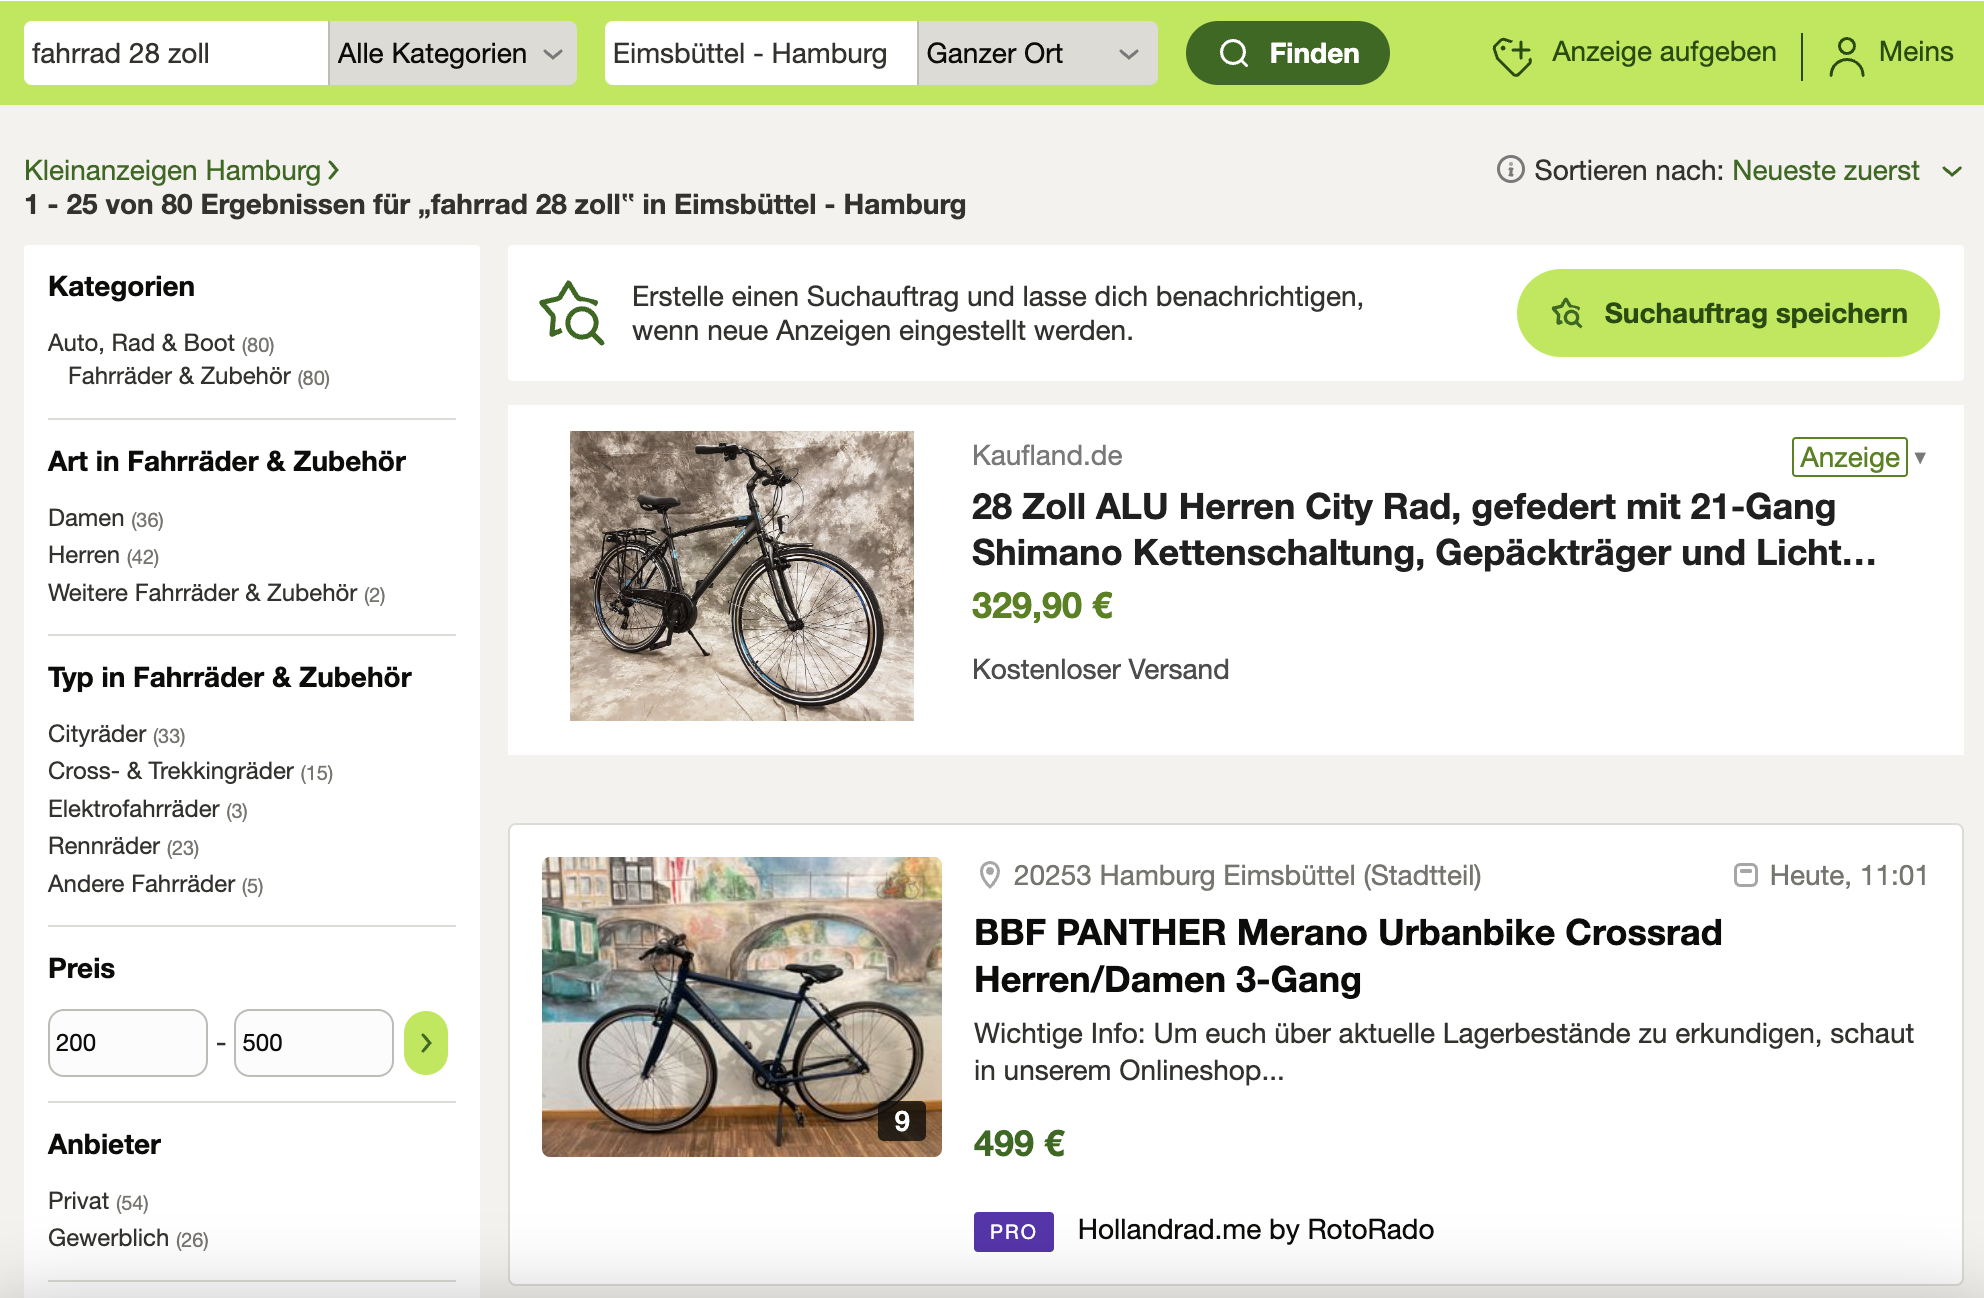 fahrrad 28 zoll
Alle Kategorien
Eimsbüttel - Hamburg
Ganzer Ort
Finden
Anzeige aufgeben
Meins
Kleinanzeigen Hamburg
Sortieren nach: Neueste zuerst
1 - 25 von 80 Ergebnissen für „fahrrad 28 zoll“ in Eimsbüttel - Hamburg
Kategorien
Auto, Rad & Boot (80)
Fahrräder & Zubehör (80)
Art in Fahrräder & Zubehör
Damen (36)
Herren (42)
Weitere Fahrräder & Zubehör (2)
Typ in Fahrräder & Zubehör
Cityräder (33)
Cross- & Trekkingräder (15)
Elektrofahrräder (3)
Rennräder (23)
Andere Fahrräder (5)
Preis
200 - 500
Anbieter
Privat (54)
Gewerblich (26)
Erstelle einen Suchauftrag und lasse dich benachrichtigen,
wenn neue Anzeigen eingestellt werden.
Suchauftrag speichern
Kaufland.de
Anzeige
28 Zoll ALU Herren City Rad, gefedert mit 21-Gang
Shimano Kettenschaltung, Gepäckträger und Licht...
329,90 €
Kostenloser Versand
20253 Hamburg Eimsbüttel (Stadtteil)
Heute, 11:01
BBF PANTHER Merano Urbanbike Crossrad
Herren/Damen 3-Gang
Wichtige Info: Um euch über aktuelle Lagerbestände zu erkundigen, schaut
in unserem Onlineshop...
9
499 €
PRO
Hollandrad.me by RotoRado